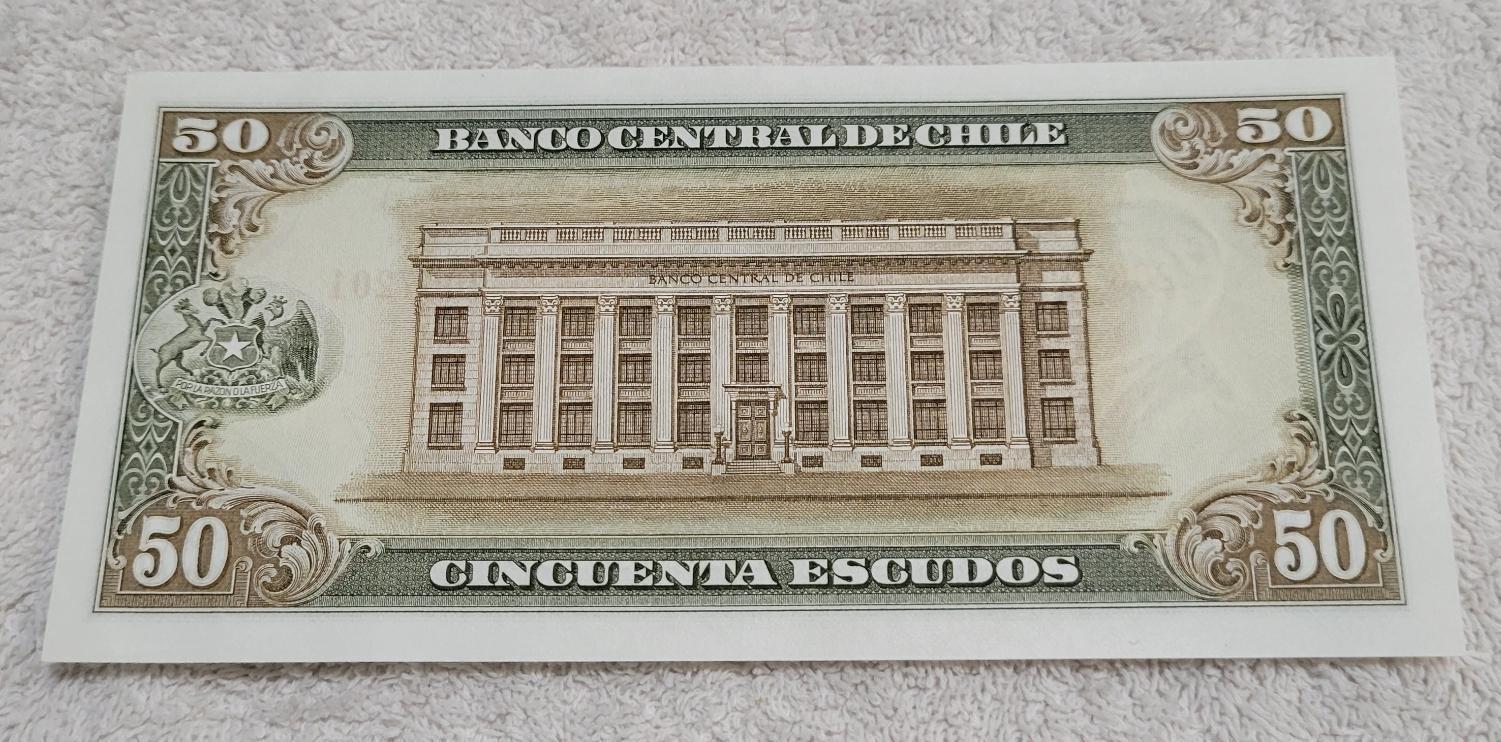 50 BANCO CENTRAL DE CHILE 50
BANCO CENTRAL DE CHILE
POR LA RAZON O LA FUERZA
50 CINCUENTA ESCUDOS 50